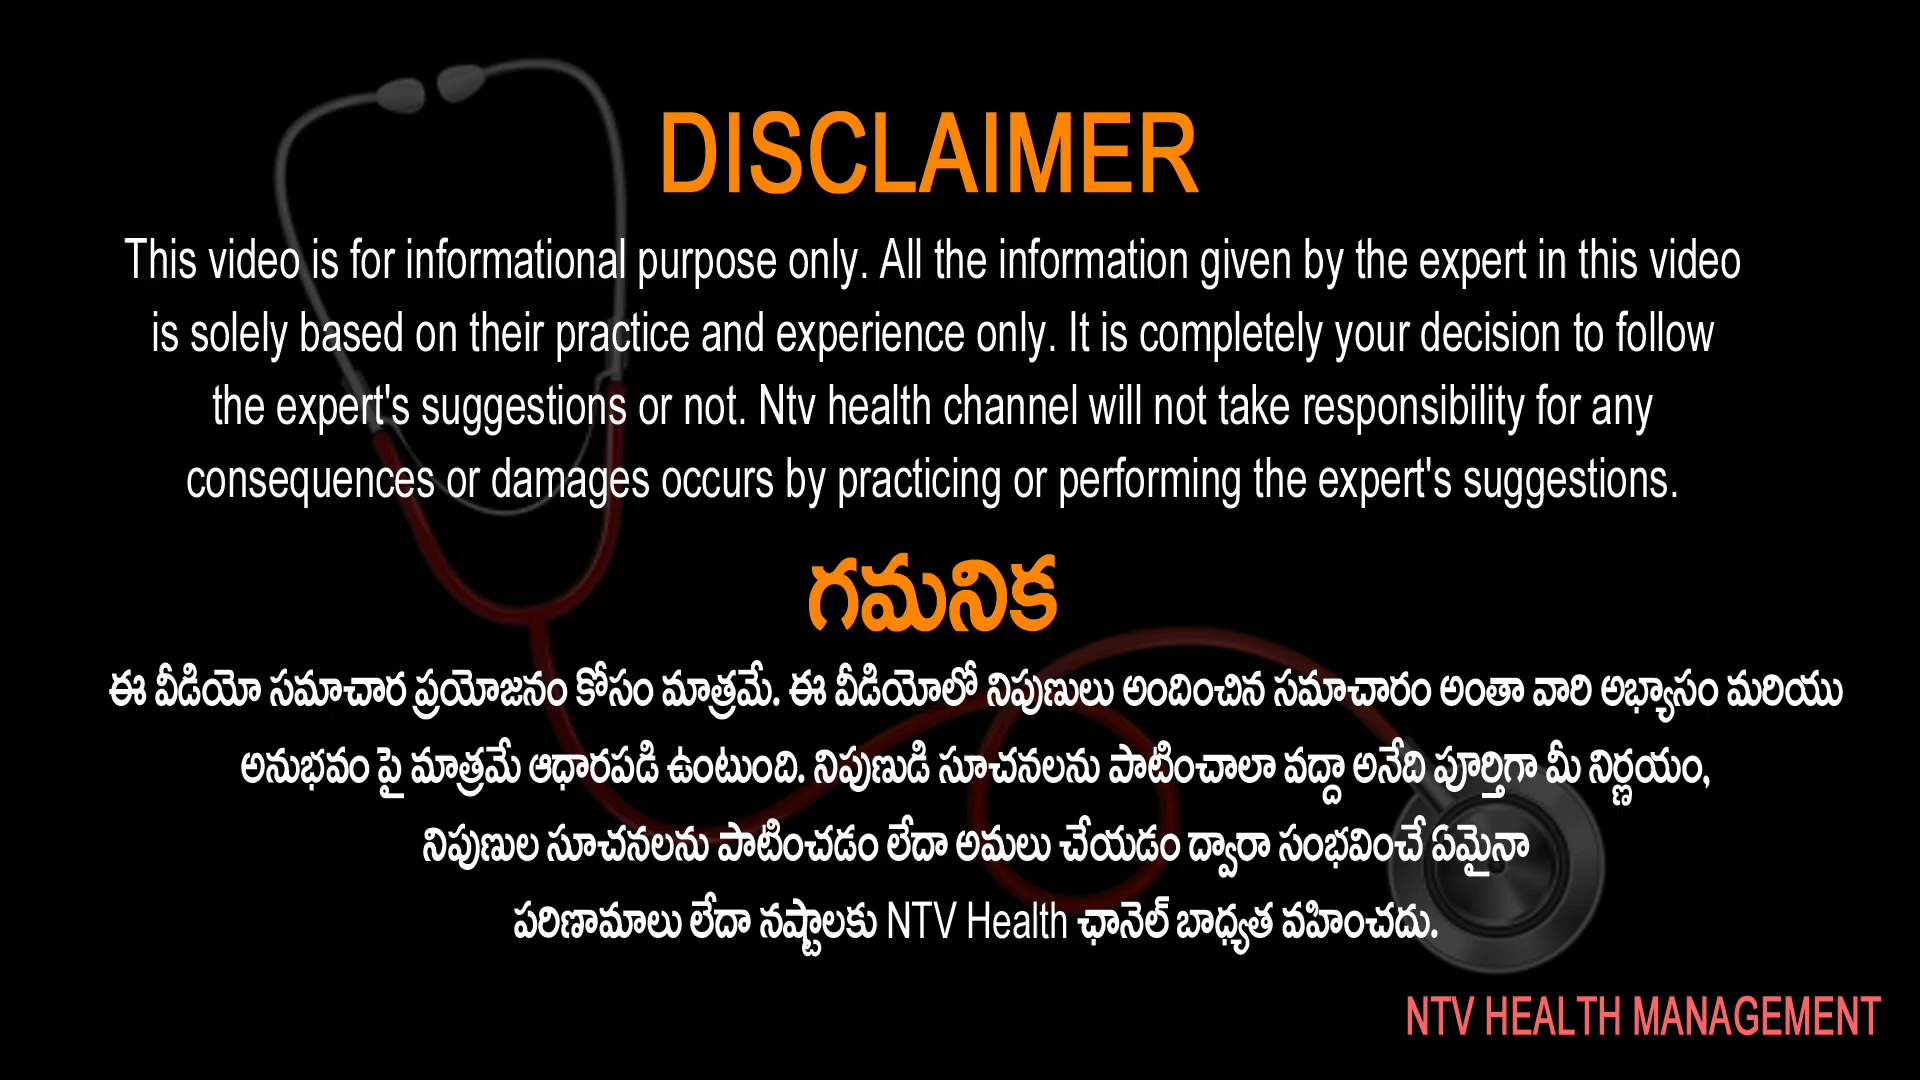 DISCLAIMER
This video is for informational purpose only. All the information given by the expert in this video
is solely based on their practice and experience only. It is completely your decision to follow
the expert's suggestions or not. Ntv health channel will not take responsibility for any
consequences or damages occurs by practicing or performing the expert's suggestions.
గమనిక
ఈ వీడియో సమాచార ప్రయోజనం కోసం మాత్రమే. ఈ వీడియోలో నిపుణులు అందించిన సమాచారం అంతా వారి అభ్యాసం మరియు
అనుభవం పై మాత్రమే ఆధారపడి ఉంటుంది. నిపుణుడి సూచనలను పాటించాలా వద్దా అనేది పూర్తిగా మీ నిర్ణయం,
నిపుణుల సూచనలను పాటించడం లేదా అమలు చేయడం ద్వారా సంభవించే ఏమైనా
పరిణామాలు లేదా నష్టాలకు NTV Health ఛానెల్ బాధ్యత వహించదు.
NTV HEALTH MANAGEMENT